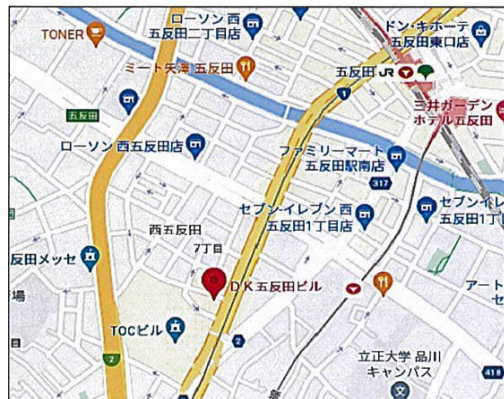 ローソン 西
五反田二丁目店
ドン・キホーテ
五反田東口店
TONER
ミート矢澤 五反田
五反田 JR
1
五反田
三井ガーデン
ホテル五反田
ローソン 西五反田店
ファミリーマート
五反田駅南店
317
セブン-イレブン 西
五反田1丁目店
セブン-イレ
五反田1丁
西五反田
7丁目
反田メッセ
場
DK五反田ビル
アート
セ
TOCビル
2
2
立正大学 品川
キャンパス
418
目